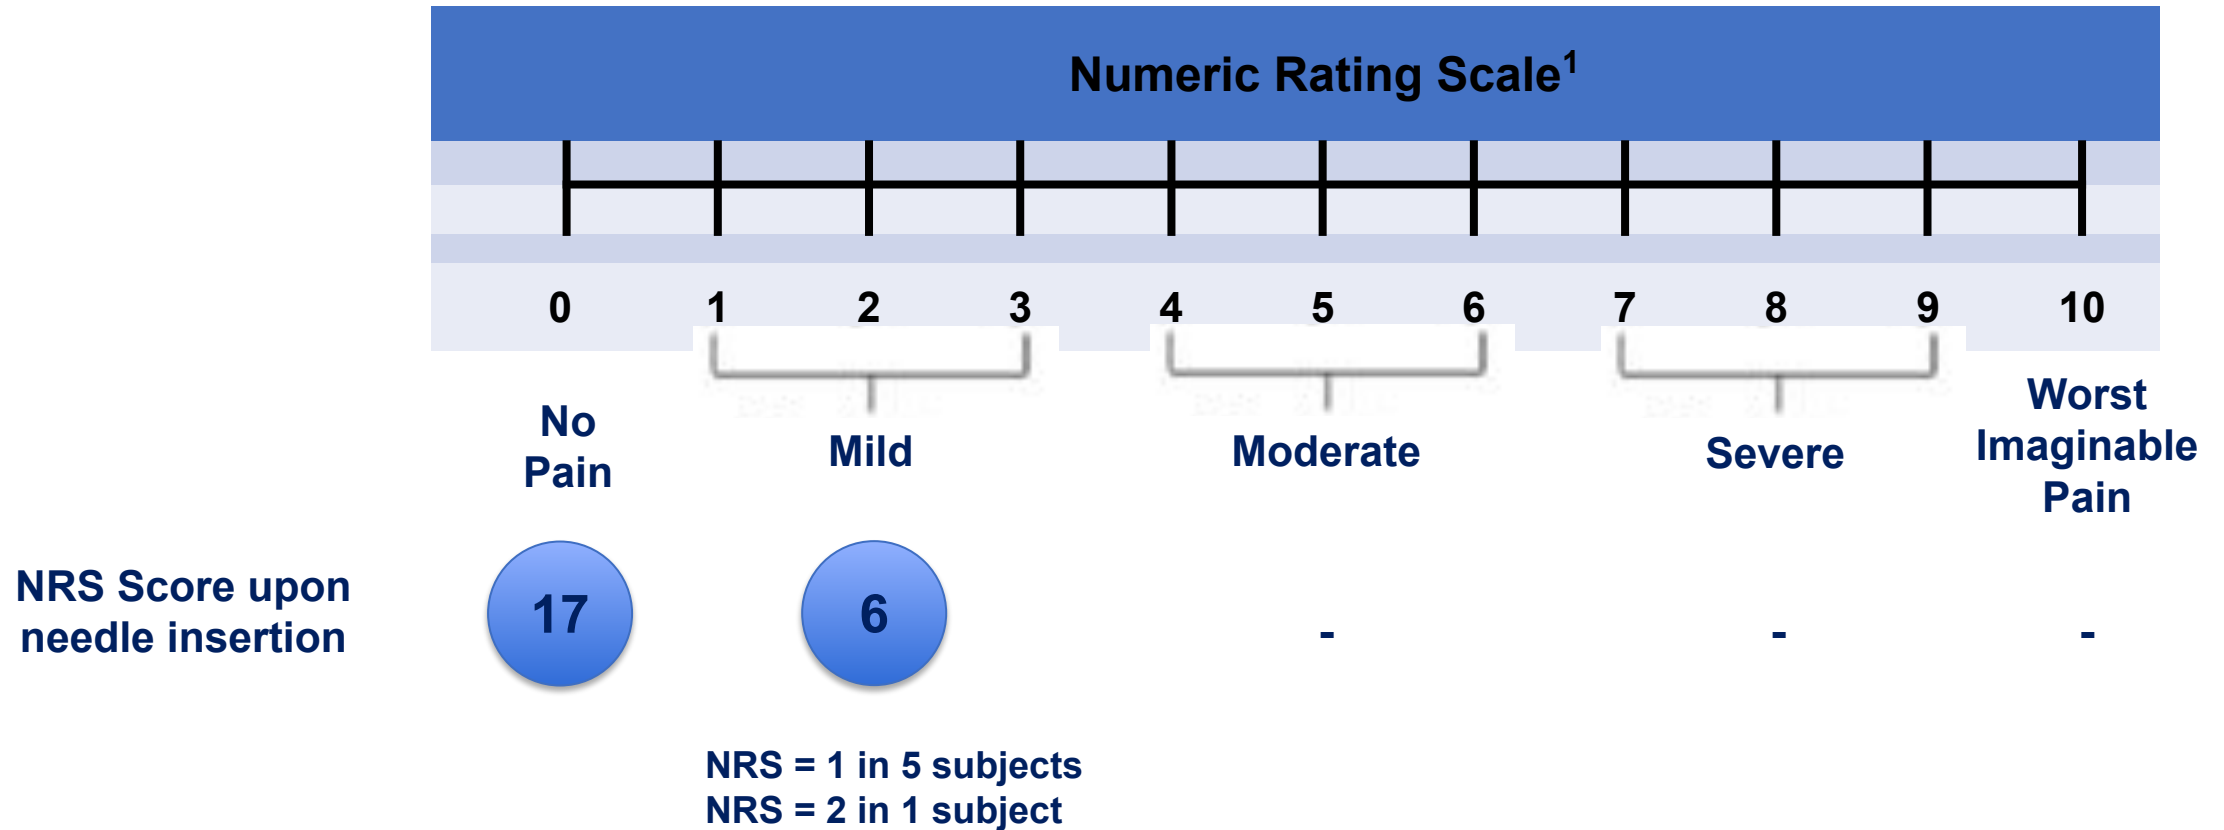 Numeric Rating Scale¹
0 1 2 3 4 5 6 7 8 9 10
No
Pain
Mild
Moderate
Severe
Worst
Imaginable
Pain
NRS Score upon
needle insertion
17
6
-
-
-
NRS = 1 in 5 subjects
NRS = 2 in 1 subject